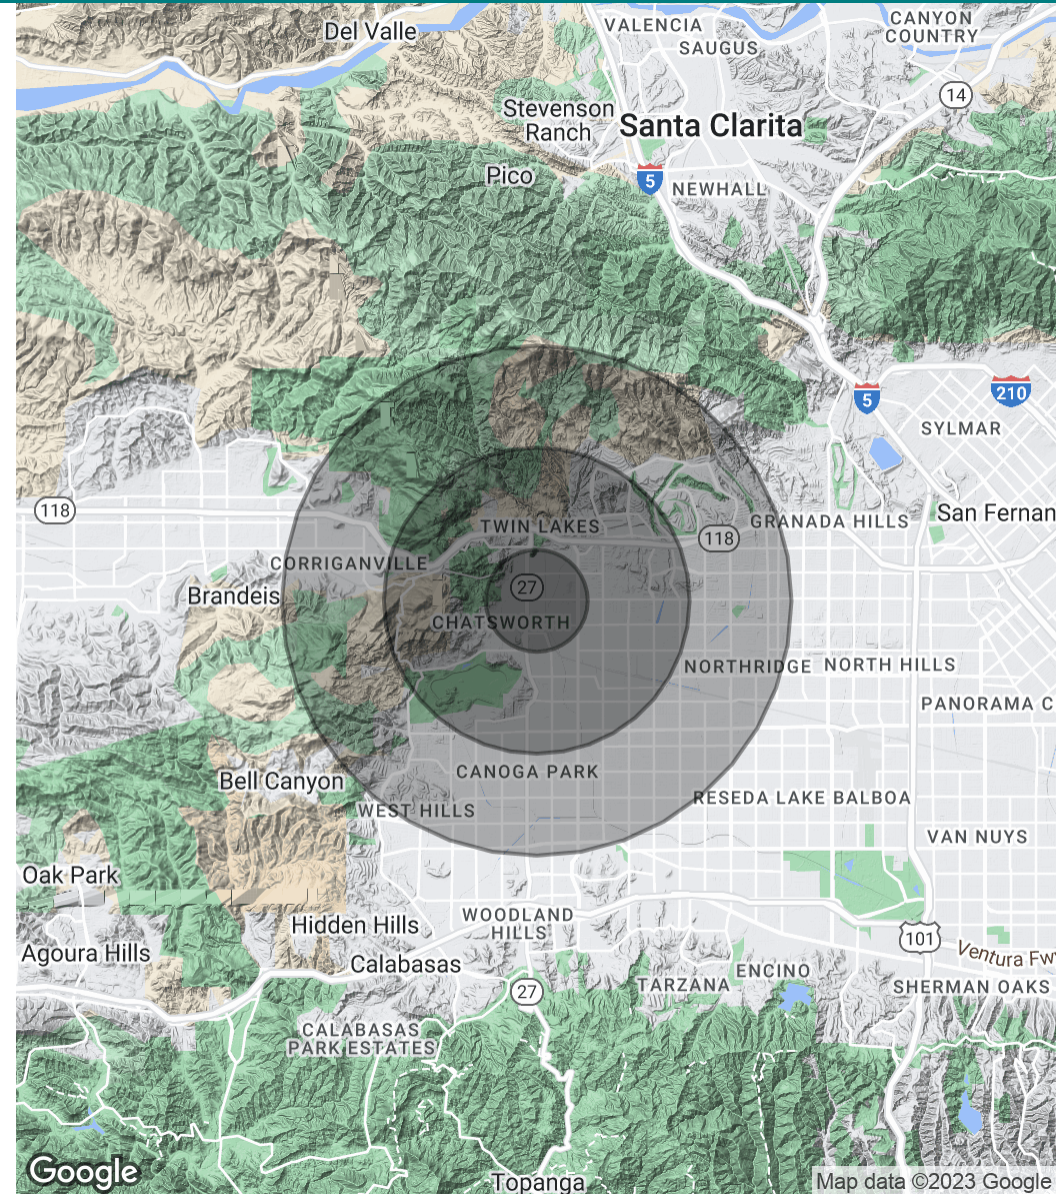 Del Valle
VALENCIA
CANYON
COUNTRY
SAUGUS
14
Stevenson
Ranch
Santa Clarita
Pico
5
NEWHALL
5
210
SYLMAR
118
TWIN LAKES
GRANADA HILLS
San Fernan
118
CORRIGANVILLE
27
Brandeis
CHATSWORTH
NORTHRIDGE
NORTH HILLS
PANORAMA C
CANOGA PARK
Bell Canyon
WEST HILLS
RESEDA
LAKE BALBOA
VAN NUYS
Oak Park
WOODLAND
HILLS
Hidden Hills
101
Agoura Hills
Calabasas
Ventura Fwy
ENCINO
TARZANA
SHERMAN OAKS
27
CALABASAS
PARK ESTATES
Google
Topanga
Map data ©2023 Google